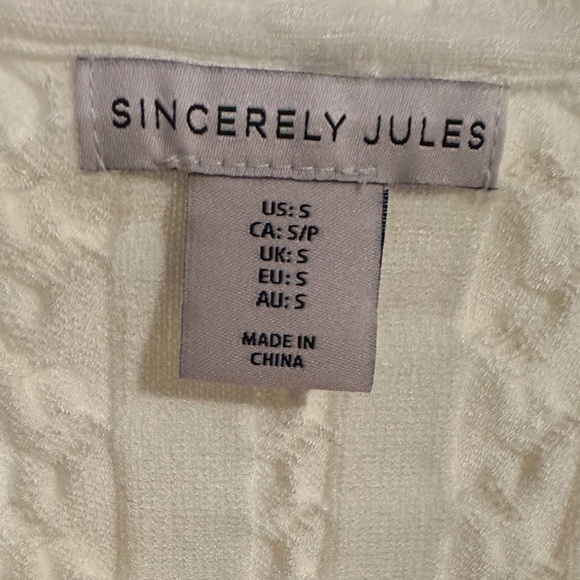 SINCERELY JULES
US: S
CA: S/P
UK: S
EU: S
AU: S
MADE IN
CHINA